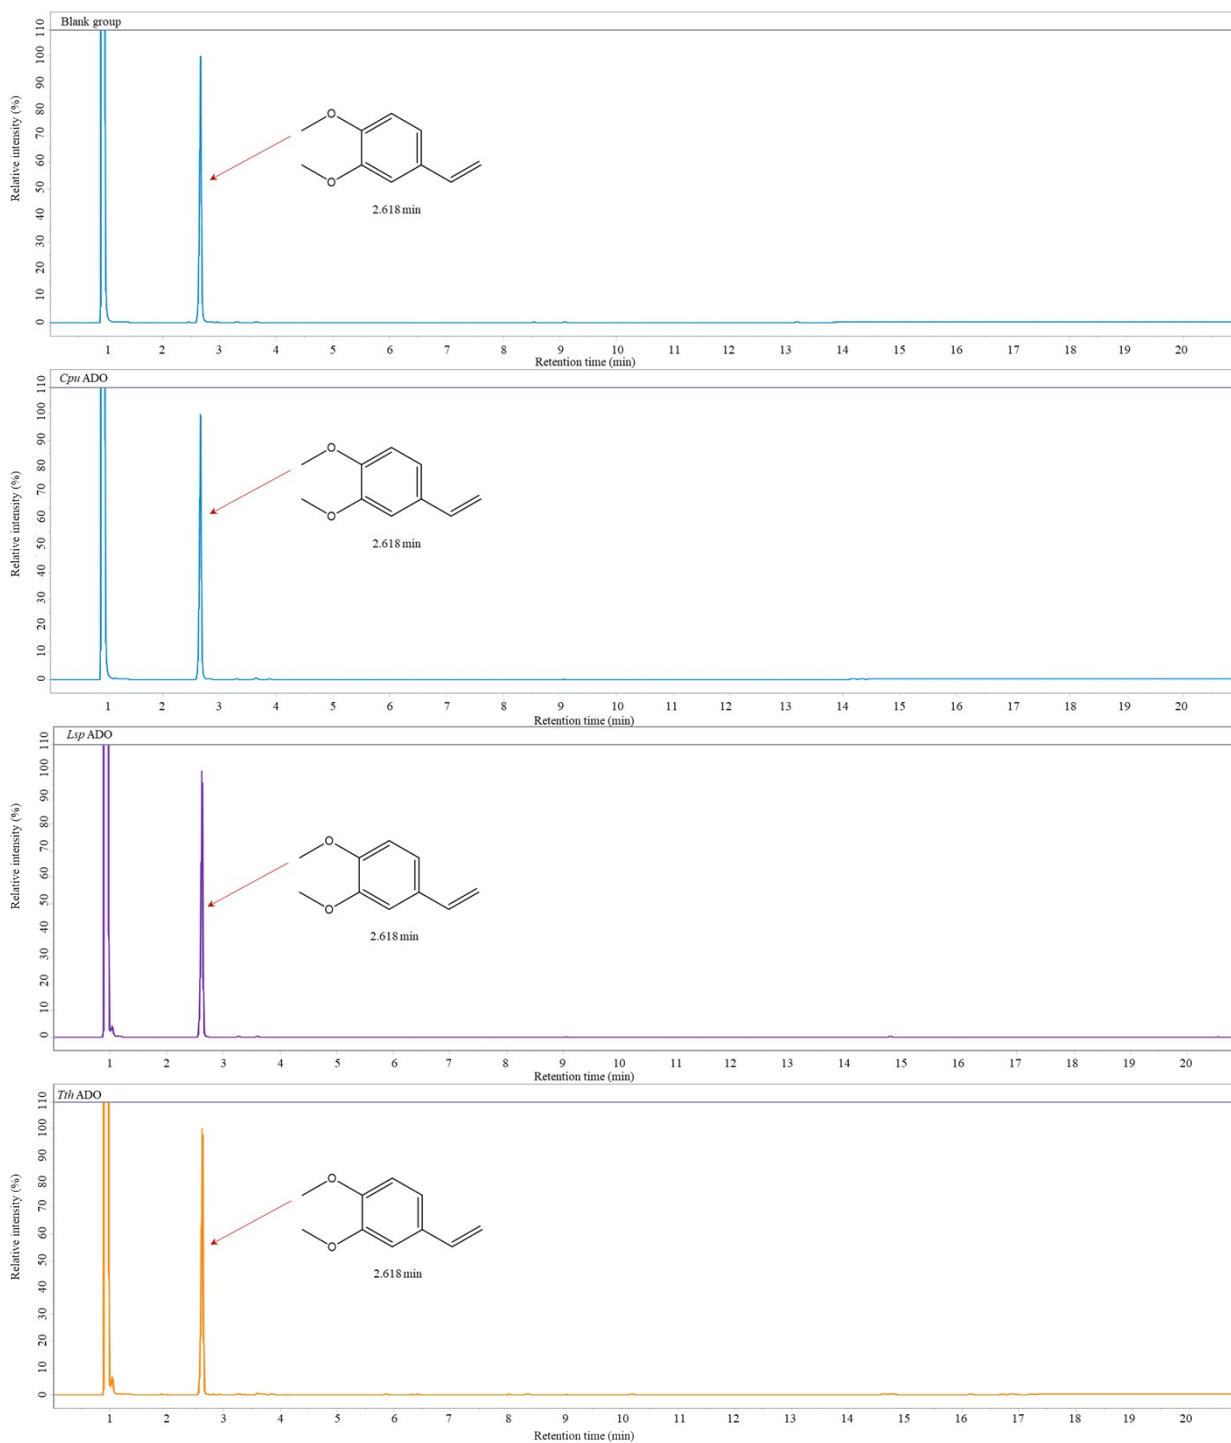 Blank group
Relative intensity (%)
110
100
90
80
70
60
50
40
30
20
10
0
O
O
2.618 min
1 2 3 4 5 6 7 8 9 10 11 12 13 14 15 16 17 18 19 20
Retention time (min)
Cpu ADO
Relative intensity (%)
110
100
90
80
70
60
50
40
30
20
10
0
O
O
2.618 min
1 2 3 4 5 6 7 8 9 10 11 12 13 14 15 16 17 18 19 20
Retention time (min)
Lsp ADO
Relative intensity (%)
110
100
90
80
70
60
50
40
30
20
10
0
O
O
2.618 min
1 2 3 4 5 6 7 8 9 10 11 12 13 14 15 16 17 18 19 20
Retention time (min)
Tth ADO
Relative intensity (%)
110
100
90
80
70
60
50
40
30
20
10
0
O
O
2.618 min
1 2 3 4 5 6 7 8 9 10 11 12 13 14 15 16 17 18 19 20
Retention time (min)